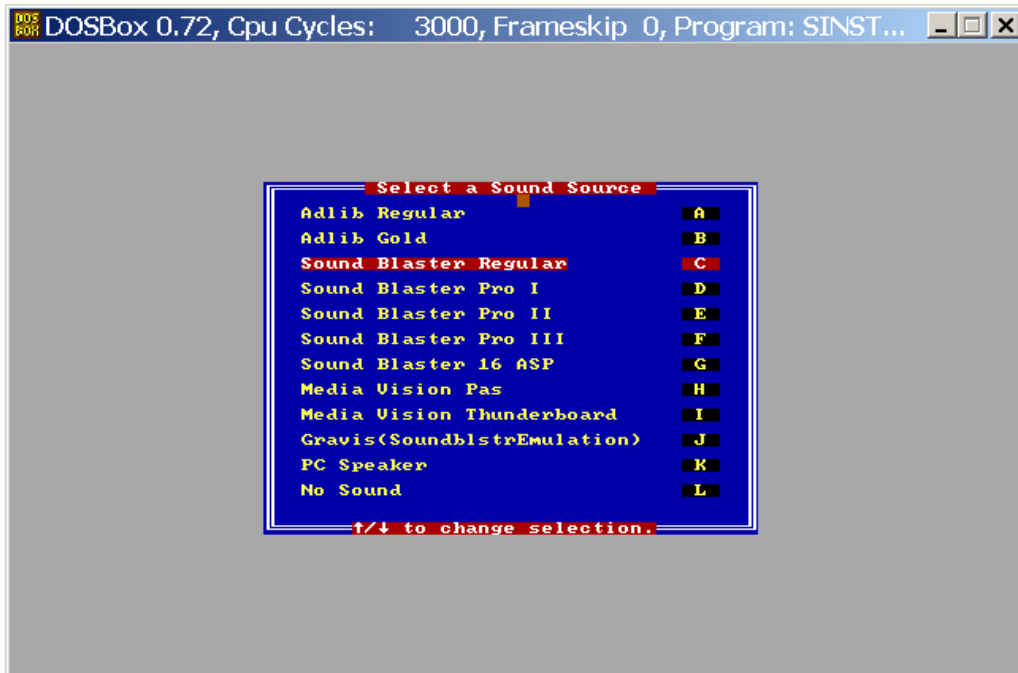 DOS BOX DOSBox 0.72, Cpu Cycles: 3000, Frameskip 0, Program: SINST...
Select a Sound Source
Adlib Regular A
Adlib Gold B
Sound Blaster Regular C
Sound Blaster Pro I D
Sound Blaster Pro II E
Sound Blaster Pro III F
Sound Blaster 16 ASP G
Media Vision Pas H
Media Vision Thunderboard I
Gravis(SoundblstrEmulation) J
PC Speaker K
No Sound L
↑/↓ to change selection.